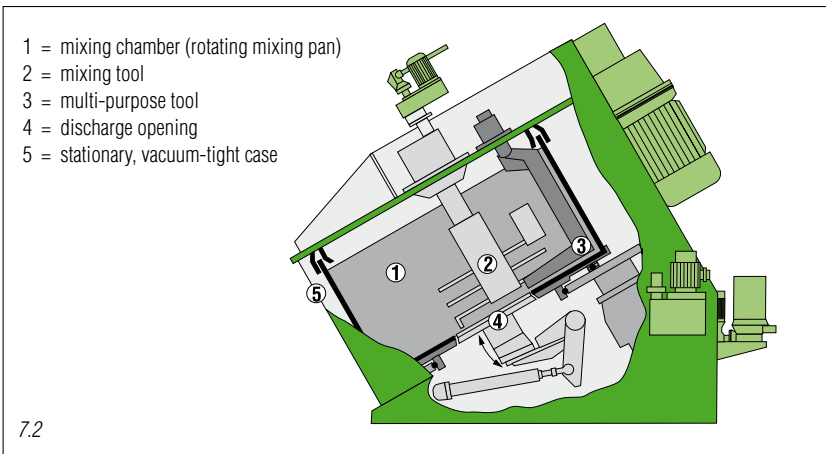 1 = mixing chamber (rotating mixing pan)
2 = mixing tool
3 = multi-purpose tool
4 = discharge opening
5 = stationary, vacuum-tight case
3
1
2
5
4
7.2